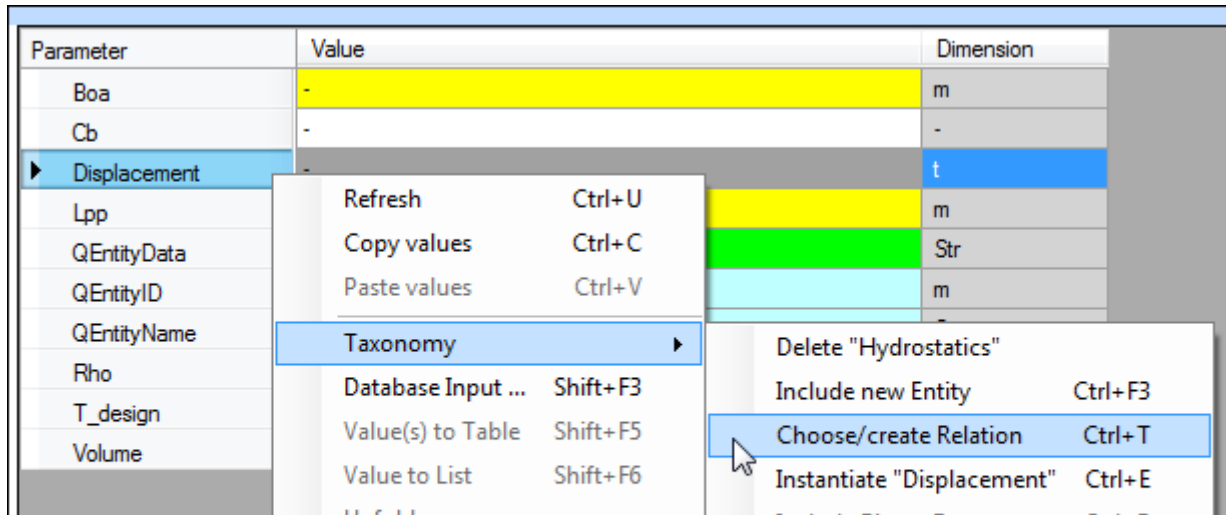 Parameter Value Dimension
Boa - m
Cb - -
Displacement - t
Lpp m
QEntityData Str
QEntityID m
QEntityName
Rho
T_design
Volume
Refresh Ctrl+U
Copy values Ctrl+C
Paste values Ctrl+V
Taxonomy
Database Input ... Shift+F3
Value(s) to Table Shift+F5
Value to List Shift+F6
Delete "Hydrostatics"
Include new Entity Ctrl+F3
Choose/create Relation Ctrl+T
Instantiate "Displacement" Ctrl+E